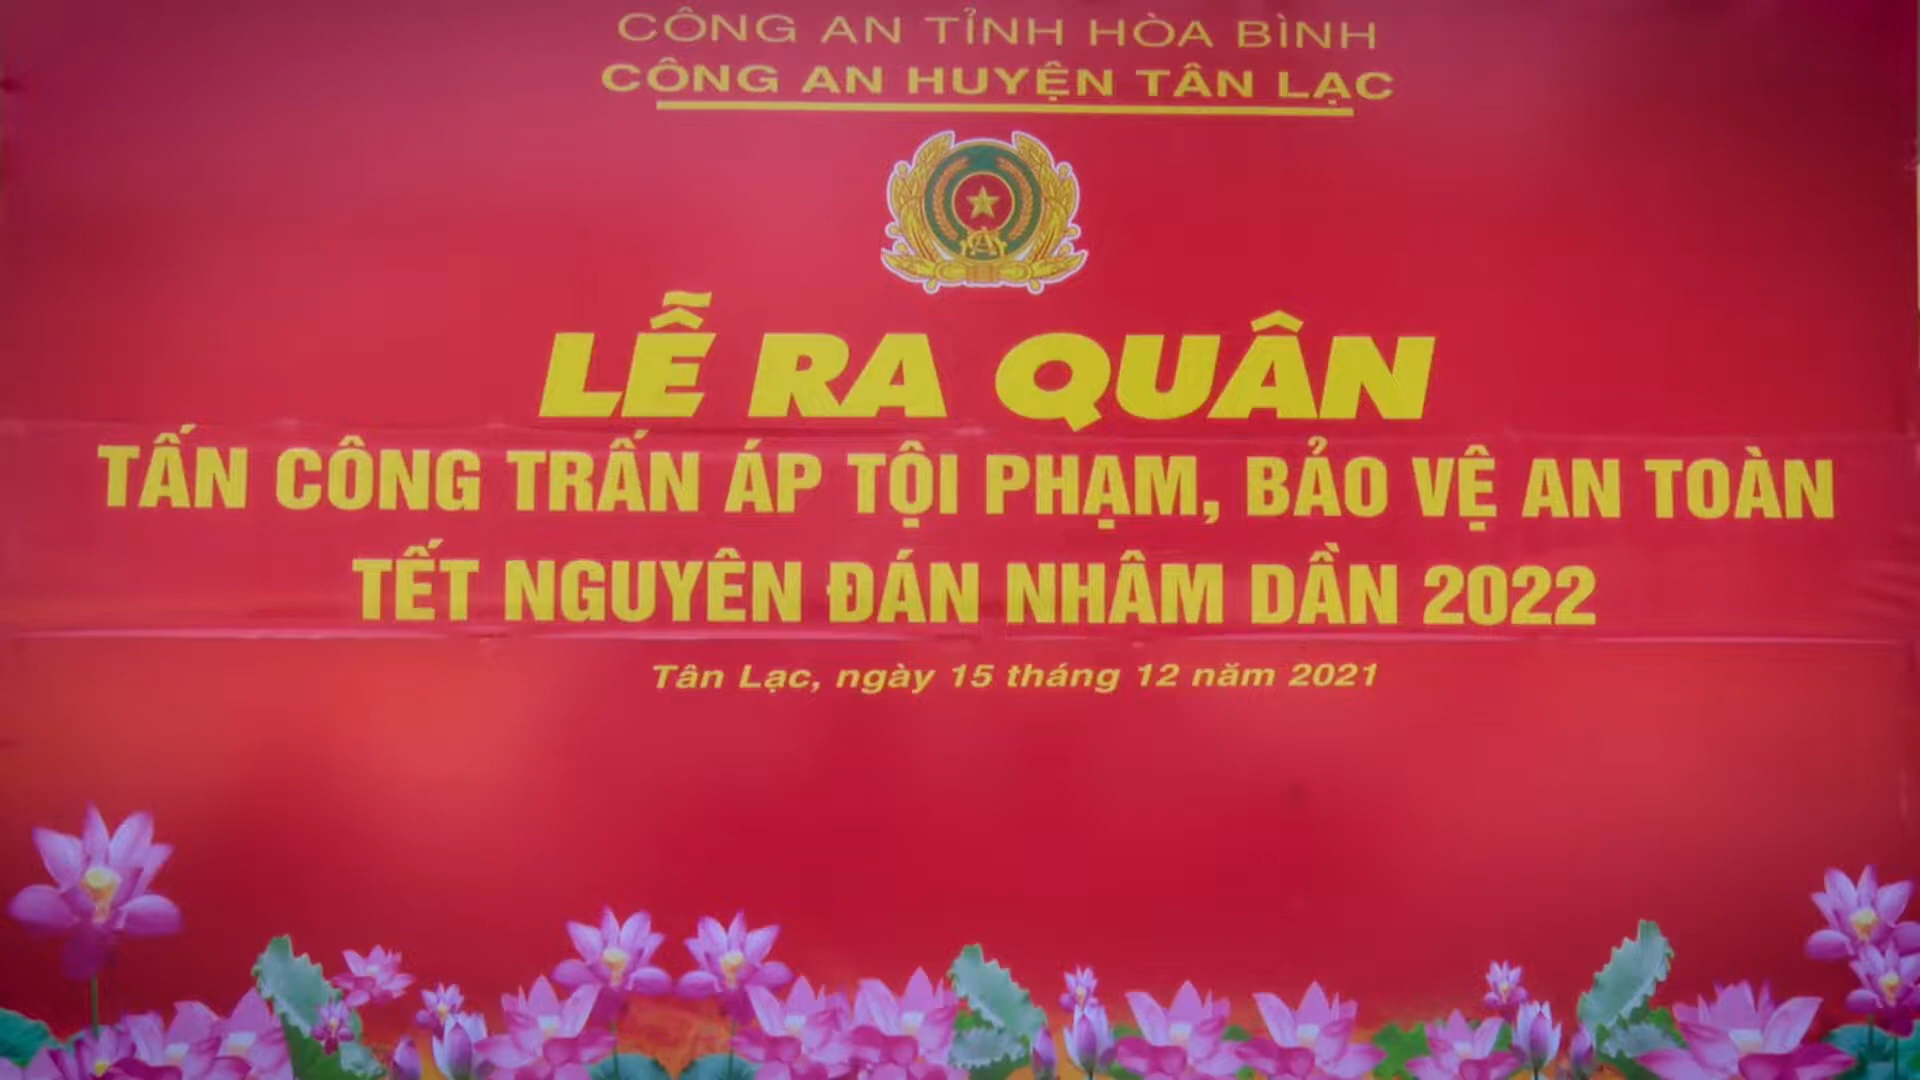 CÔNG AN TỈNH HÒA BÌNH
CÔNG AN HUYỆN TÂN LẠC
LỄ RA QUÂN
TẤN CÔNG TRẤN ÁP TỘI PHẠM, BẢO VỆ AN TOÀN
TẾT NGUYÊN ĐÁN NHÂM DẦN 2022
Tân Lạc, ngày 15 tháng 12 năm 2021